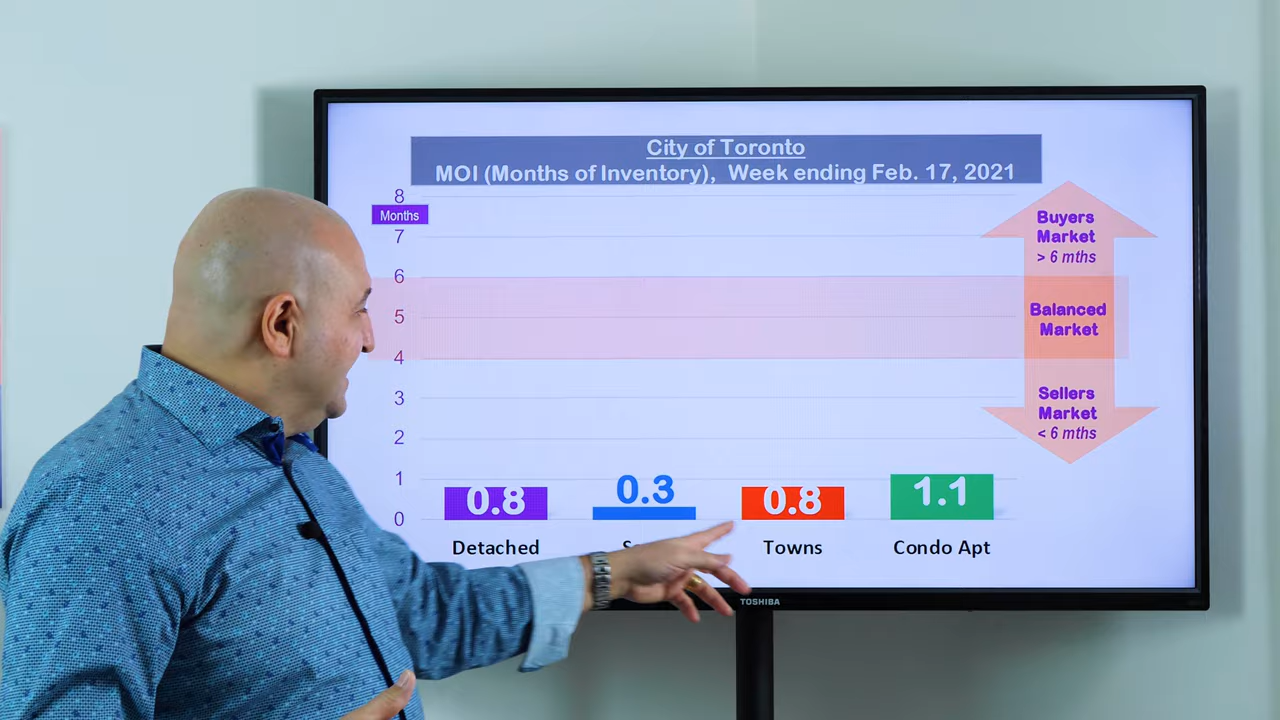 City of Toronto
MOI (Months of Inventory), Week ending Feb. 17, 2021
8
Months
7
6
5
4
3
2
1
0
Buyers
Market
> 6 mths
Balanced
Market
Sellers
Market
< 6 mths
0.8
0.3
0.8
1.1
Detached
Towns
Condo Apt
TOSHIBA